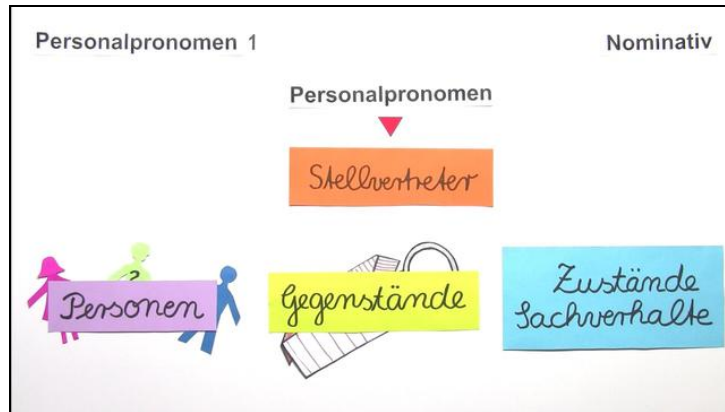 Personalpronomen 1
Nominativ
Personalpronomen
Stellvertreter
?
Personen
Gegenstände
Zustände
Sachverhalte